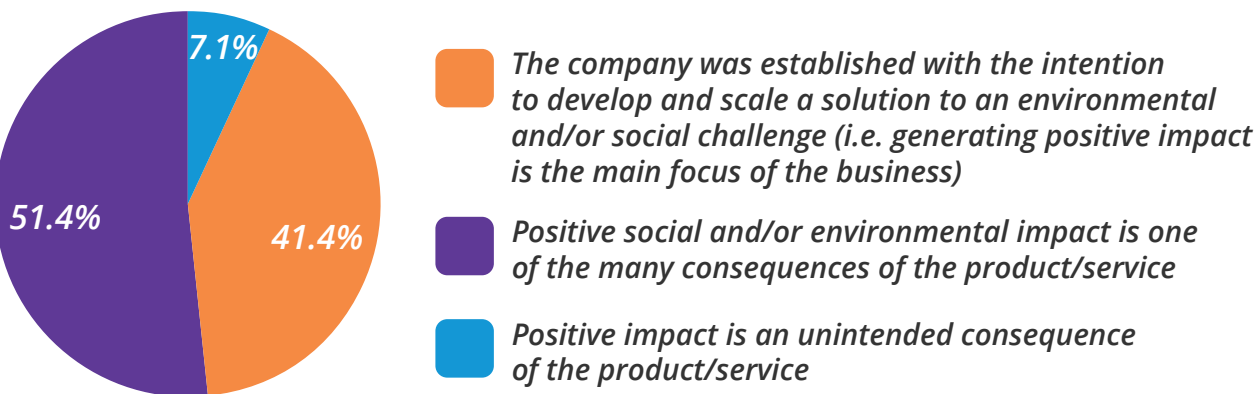 7.1%
51.4%
41.4%
The company was established with the intention
to develop and scale a solution to an environmental
and/or social challenge (i.e. generating positive impact
is the main focus of the business)
Positive social and/or environmental impact is one
of the many consequences of the product/service
Positive impact is an unintended consequence
of the product/service